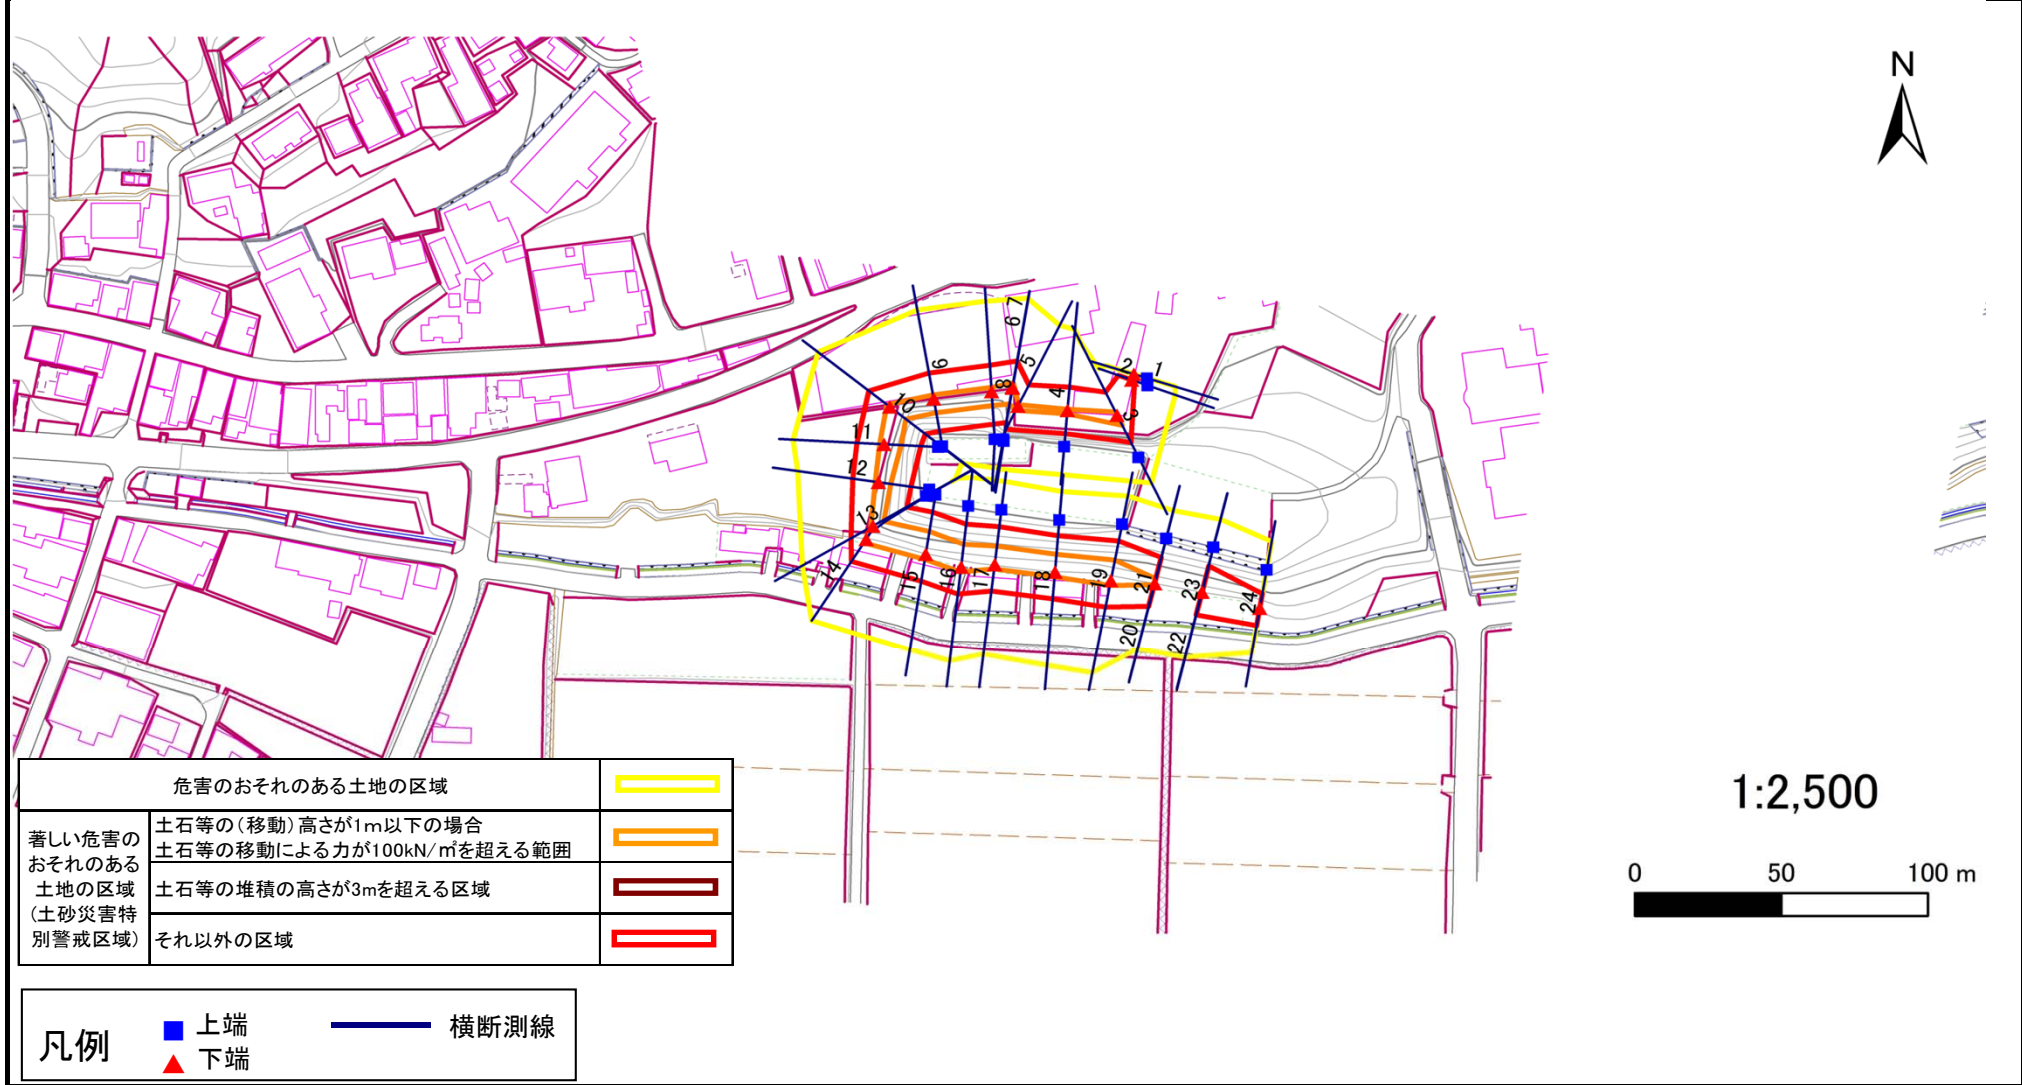 N
7
6
5
2
1
9
8
4
3
10
11
12
13
14
15
16
17
18
19
21
23
24
20
22
1:2,500
0 50 100 m
危害のおそれのある土地の区域
著しい危害の
おそれのある
土地の区域
(土砂災害特
別警戒区域)
土石等の(移動)高さが1m以下の場合
土石等の移動による力が100kN/㎡を超える範囲
土石等の堆積の高さが3mを超える区域
それ以外の区域
凡例
上端
下端
横断測線